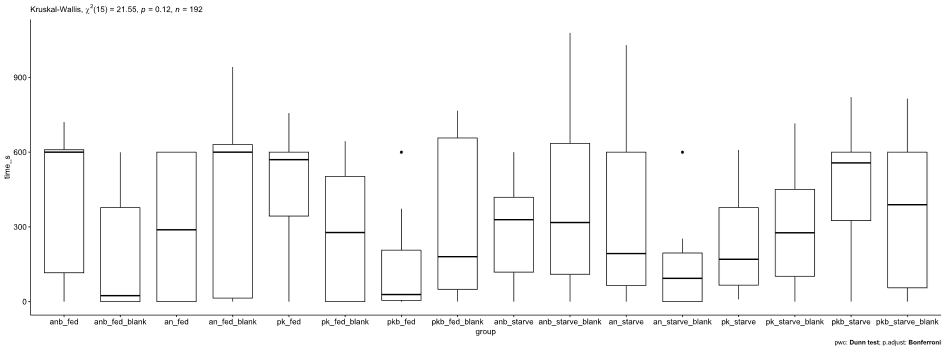 Kruskal-Wallis, χ²(15) = 21.55, p = 0.12, n = 192
time_s
900
600
300
0
anb_fed anb_fed_blank an_fed an_fed_blank pk_fed pk_fed_blank pkb_fed pkb_fed_blank anb_starve anb_starve_blank an_starve an_starve_blank pk_starve pk_starve_blank pkb_starve pkb_starve_blank
group
pwc: Dunn test; p.adjust: Bonferroni